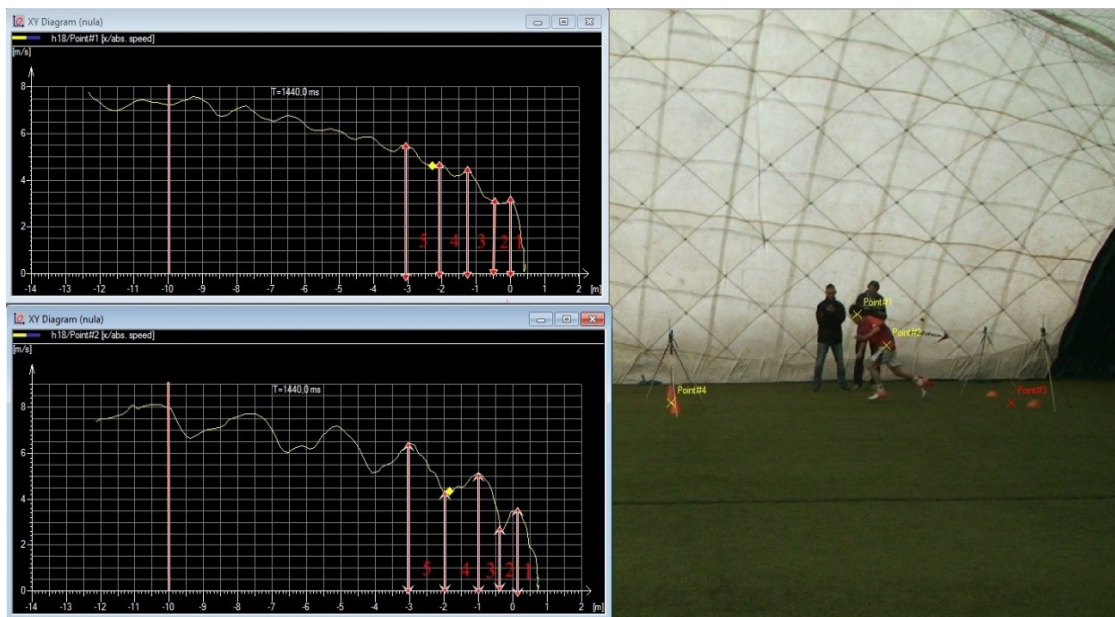 XY Diagram (nula)
h18/Point#1 [x/abs. speed]
[m/s]
T=1440,0 ms
8
6
4
2
0
5 4 3 2 1
-14 -13 -12 -11 -10 -9 -8 -7 -6 -5 -4 -3 -2 -1 0 1 2 [m]
XY Diagram (nula)
h18/Point#2 [x/abs. speed]
[m/s]
T=1440,0 ms
8
6
4
2
0
5 4 3 2 1
-14 -13 -12 -11 -10 -9 -8 -7 -6 -5 -4 -3 -2 -1 0 [m] 1 2
Point#1
Point#2
Point#4
Point#3